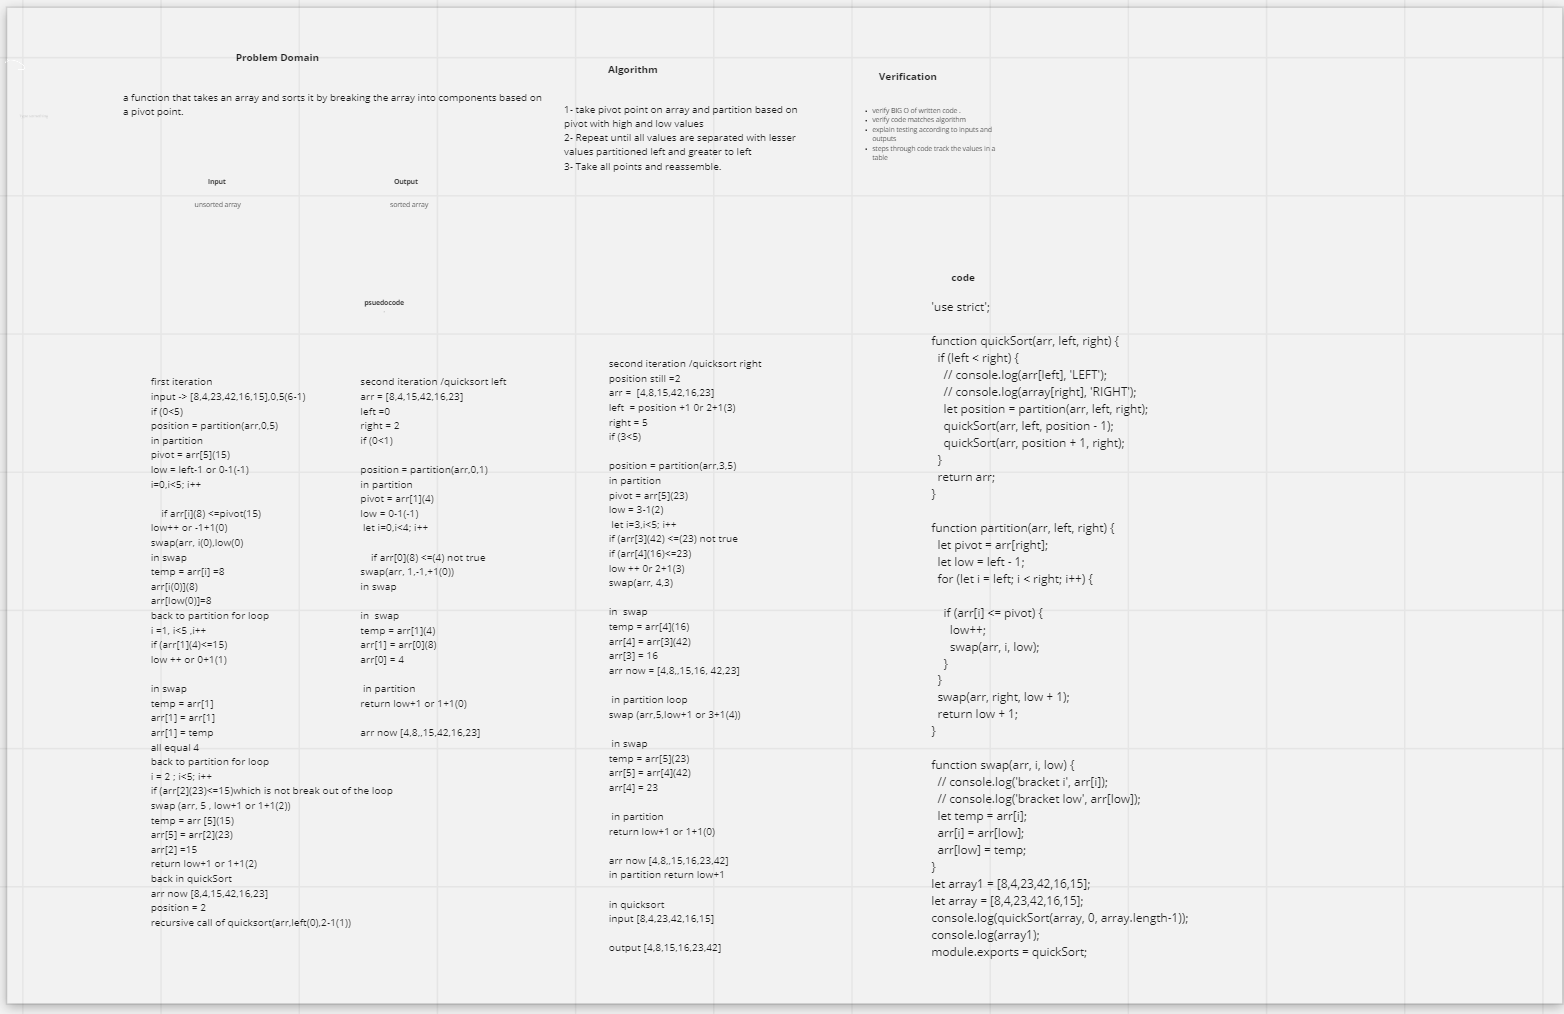 Problem Domain
a function that takes an array and sorts it by breaking the array into components based on
a pivot point.
Input
unsorted array
Output
sorted array
Algorithm
1- take pivot point on array and partition based on
pivot with high and low values
2- Repeat until all values are separated with lesser
values partitioned left and greater to left
3- Take all points and reassemble.
Verification
• verify BIG O of written code .
• verify code matches algorithm
• explain testing according to inputs and
outputs
• steps through code track the values in a
table
psuedocode
first iteration
input -> [8,4,23,42,16,15],0,5(6-1)
if (0<5)
position = partition(arr,0,5)
in partition
pivot = arr[5](15)
low = left-1 or 0-1(-1)
i=0,i<5; i++
if arr[i](8) <=pivot(15)
low++ or -1+1(0)
swap(arr, i(0),low(0)
in swap
temp = arr[i] =8
arr[i(0)](8)
arr[low(0)]=8
back to partition for loop
i =1, i<5 ,i++
if (arr[1](4)<=15)
low ++ or 0+1(1)
in swap
temp = arr[1]
arr[1] = arr[1]
arr[1] = temp
all equal 4
back to partition for loop
i = 2 ; i<5; i++
if (arr[2](23)<=15)which is not break out of the loop
swap (arr, 5 , low+1 or 1+1(2))
temp = arr [5](15)
arr[5] = arr[2](23)
arr[2] =15
return low+1 or 1+1(2)
back in quickSort
arr now [8,4,15,42,16,23]
position = 2
recursive call of quicksort(arr,left(0),2-1(1))
second iteration /quicksort left
arr = [8,4,15,42,16,23]
left =0
right = 2
if (0<1)
position = partition(arr,0,1)
in partition
pivot = arr[1](4)
low = 0-1(-1)
let i=0,i<4; i++
if arr[0](8) <=(4) not true
swap(arr, 1,-1,+1(0))
in swap
in  swap
temp = arr[1](4)
arr[1] = arr[0](8)
arr[0] = 4
in partition
return low+1 or 1+1(0)
arr now [4,8,,15,42,16,23]
second iteration /quicksort right
position still =2
arr =  [4,8,15,42,16,23]
left  = position +1 0r 2+1(3)
right = 5
if (3<5)
position = partition(arr,3,5)
in partition
pivot = arr[5](23)
low = 3-1(2)
let i=3,i<5; i++
if (arr[3](42) <=(23) not true
if (arr[4](16)<=23)
low ++ 0r 2+1(3)
swap(arr, 4,3)
in  swap
temp = arr[4](16)
arr[4] = arr[3](42)
arr[3] = 16
arr now = [4,8,,15,16, 42,23]
in partition loop
swap (arr,5,low+1 or 3+1(4))
in swap
temp = arr[5](23)
arr[5] = arr[4](42)
arr[4] = 23
in partition
return low+1 or 1+1(0)
arr now [4,8,,15,16,23,42]
in partition return low+1
in quicksort
input [8,4,23,42,16,15]
output [4,8,15,16,23,42]
code
'use strict';
function quickSort(arr, left, right) {
if (left < right) {
// console.log(arr[left], 'LEFT');
// console.log(array[right], 'RIGHT');
let position = partition(arr, left, right);
quickSort(arr, left, position - 1);
quickSort(arr, position + 1, right);
}
return arr;
}
function partition(arr, left, right) {
let pivot = arr[right];
let low = left - 1;
for (let i = left; i < right; i++) {
if (arr[i] <= pivot) {
low++;
swap(arr, i, low);
}
}
swap(arr, right, low + 1);
return low + 1;
}
function swap(arr, i, low) {
// console.log('bracket i', arr[i]);
// console.log('bracket low', arr[low]);
let temp = arr[i];
arr[i] = arr[low];
arr[low] = temp;
}
let array1 = [8,4,23,42,16,15];
let array = [8,4,23,42,16,15];
console.log(quickSort(array, 0, array.length-1));
console.log(array1);
module.exports = quickSort;